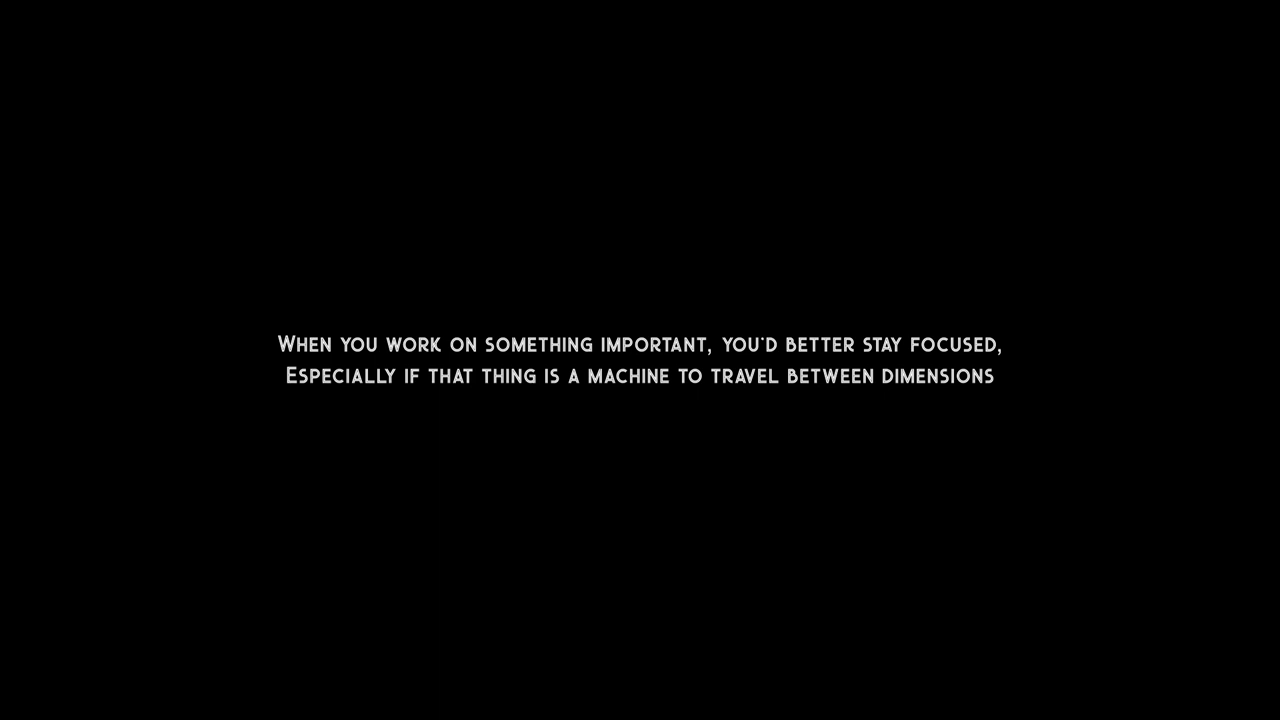 When you work on something important, you'd better stay focused,
Especially if that thing is a machine to travel between dimensions